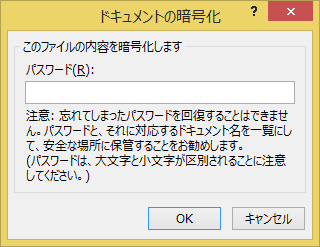 ドキュメントの暗号化
?
このファイルの内容を暗号化します
パスワード(R):
注意: 忘れてしまったパスワードを回復することはできませ
ん。パスワードと、それに対応するドキュメント名を一覧にし
て、安全な場所に保管することをお勧めします。
(パスワードは、大文字と小文字が区別されることに注意
してください。)
OK
キャンセル